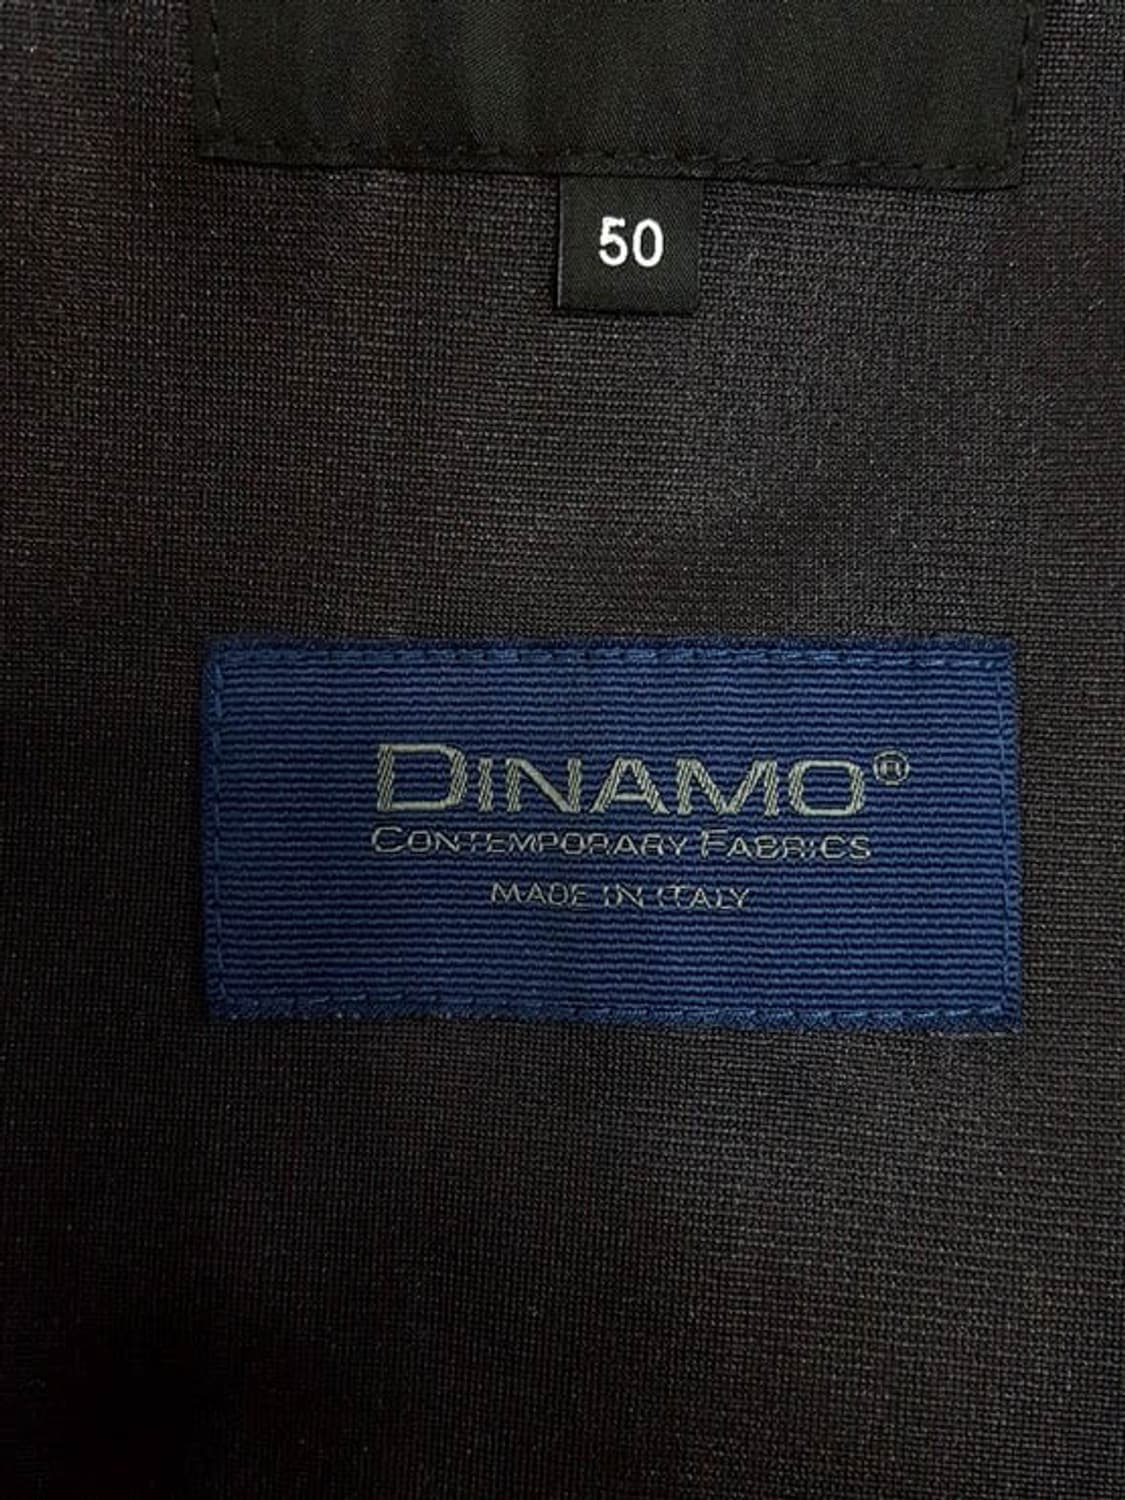 50
DINAMO®
CONTEMPORARY FABRICS
MADE IN ITALY